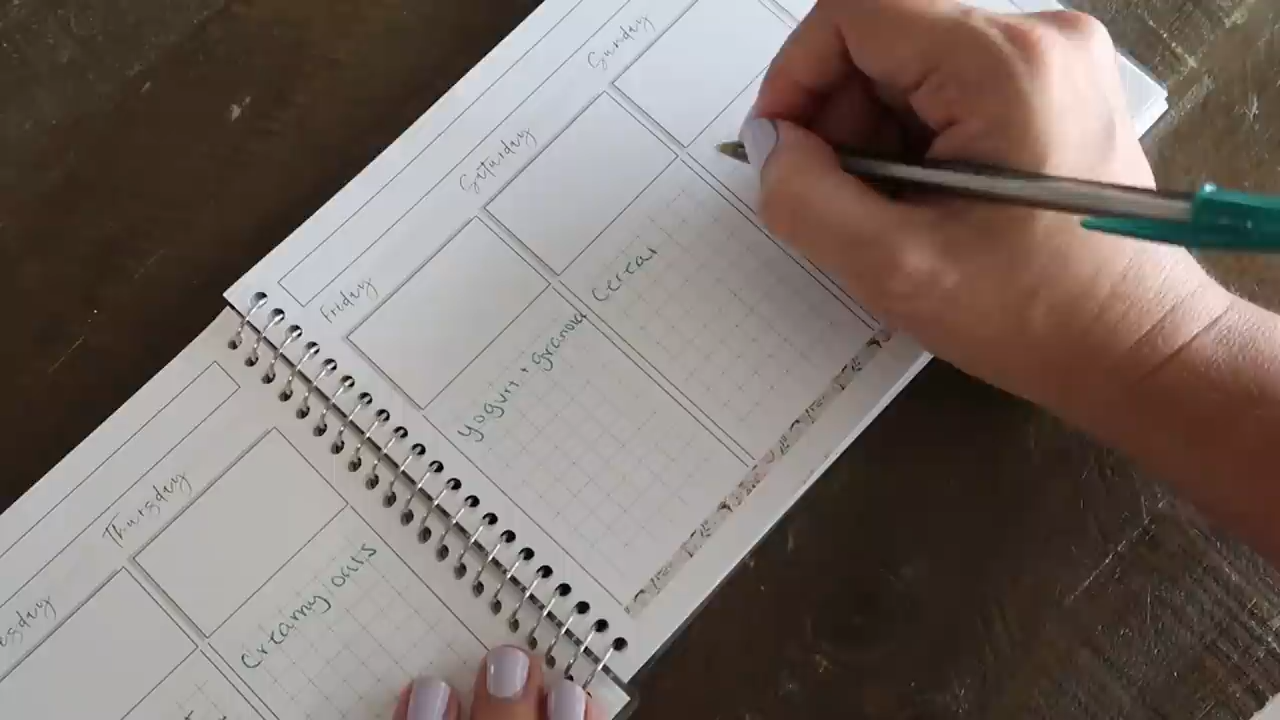 Thursday
Friday
Saturday
Sunday
Creamy oats
yogurt + granola
cereal